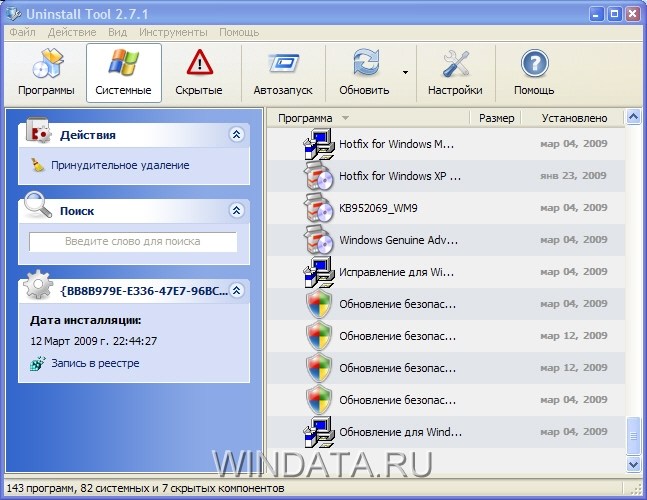 Uninstall Tool 2.7.1
Файл Действие Вид Инструменты Помощь
Программы Системные Скрытые Автозапуск Обновить Настройки Помощь
Действия
Принудительное удаление
Поиск
Введите слово для поиска
{BB8B979E-E336-47E7-96BC...
Дата инсталляции:
12 Март 2009 г. 22:44:27
Запись в реестре
Программа Размер Установлено
Hotfix for Windows M... мар 04, 2009
Hotfix for Windows XP ... янв 23, 2009
KB952069_WM9 мар 04, 2009
Windows Genuine Adv... мар 04, 2009
Исправление для Wi... мар 04, 2009
Обновление безопас... мар 04, 2009
Обновление безопас... мар 12, 2009
Обновление безопас... мар 12, 2009
Обновление безопас... мар 04, 2009
Обновление для Wind... мар 04, 2009
WINDATA.RU
143 программ, 82 системных и 7 скрытых компонентов